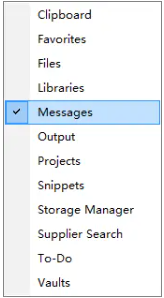 Clipboard
Favorites
Files
Libraries
Messages
Output
Projects
Snippets
Storage Manager
Supplier Search
To-Do
Vaults